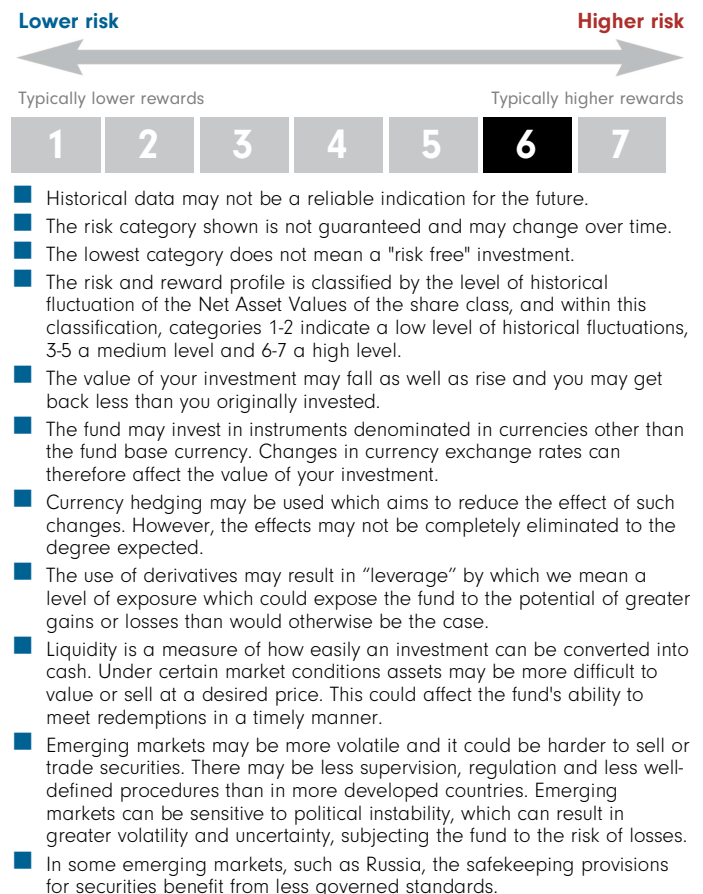 Lower risk Higher risk
Typically lower rewards Typically higher rewards
1 2 3 4 5 6 7
Historical data may not be a reliable indication for the future.
The risk category shown is not guaranteed and may change over time.
The lowest category does not mean a "risk free" investment.
The risk and reward profile is classified by the level of historical
fluctuation of the Net Asset Values of the share class, and within this
classification, categories 1-2 indicate a low level of historical fluctuations,
3-5 a medium level and 6-7 a high level.
The value of your investment may fall as well as rise and you may get
back less than you originally invested.
The fund may invest in instruments denominated in currencies other than
the fund base currency. Changes in currency exchange rates can
therefore affect the value of your investment.
Currency hedging may be used which aims to reduce the effect of such
changes. However, the effects may not be completely eliminated to the
degree expected.
The use of derivatives may result in “leverage” by which we mean a
level of exposure which could expose the fund to the potential of greater
gains or losses than would otherwise be the case.
Liquidity is a measure of how easily an investment can be converted into
cash. Under certain market conditions assets may be more difficult to
value or sell at a desired price. This could affect the fund's ability to
meet redemptions in a timely manner.
Emerging markets may be more volatile and it could be harder to sell or
trade securities. There may be less supervision, regulation and less well-
defined procedures than in more developed countries. Emerging
markets can be sensitive to political instability, which can result in
greater volatility and uncertainty, subjecting the fund to the risk of losses.
In some emerging markets, such as Russia, the safekeeping provisions
for securities benefit from less governed standards.